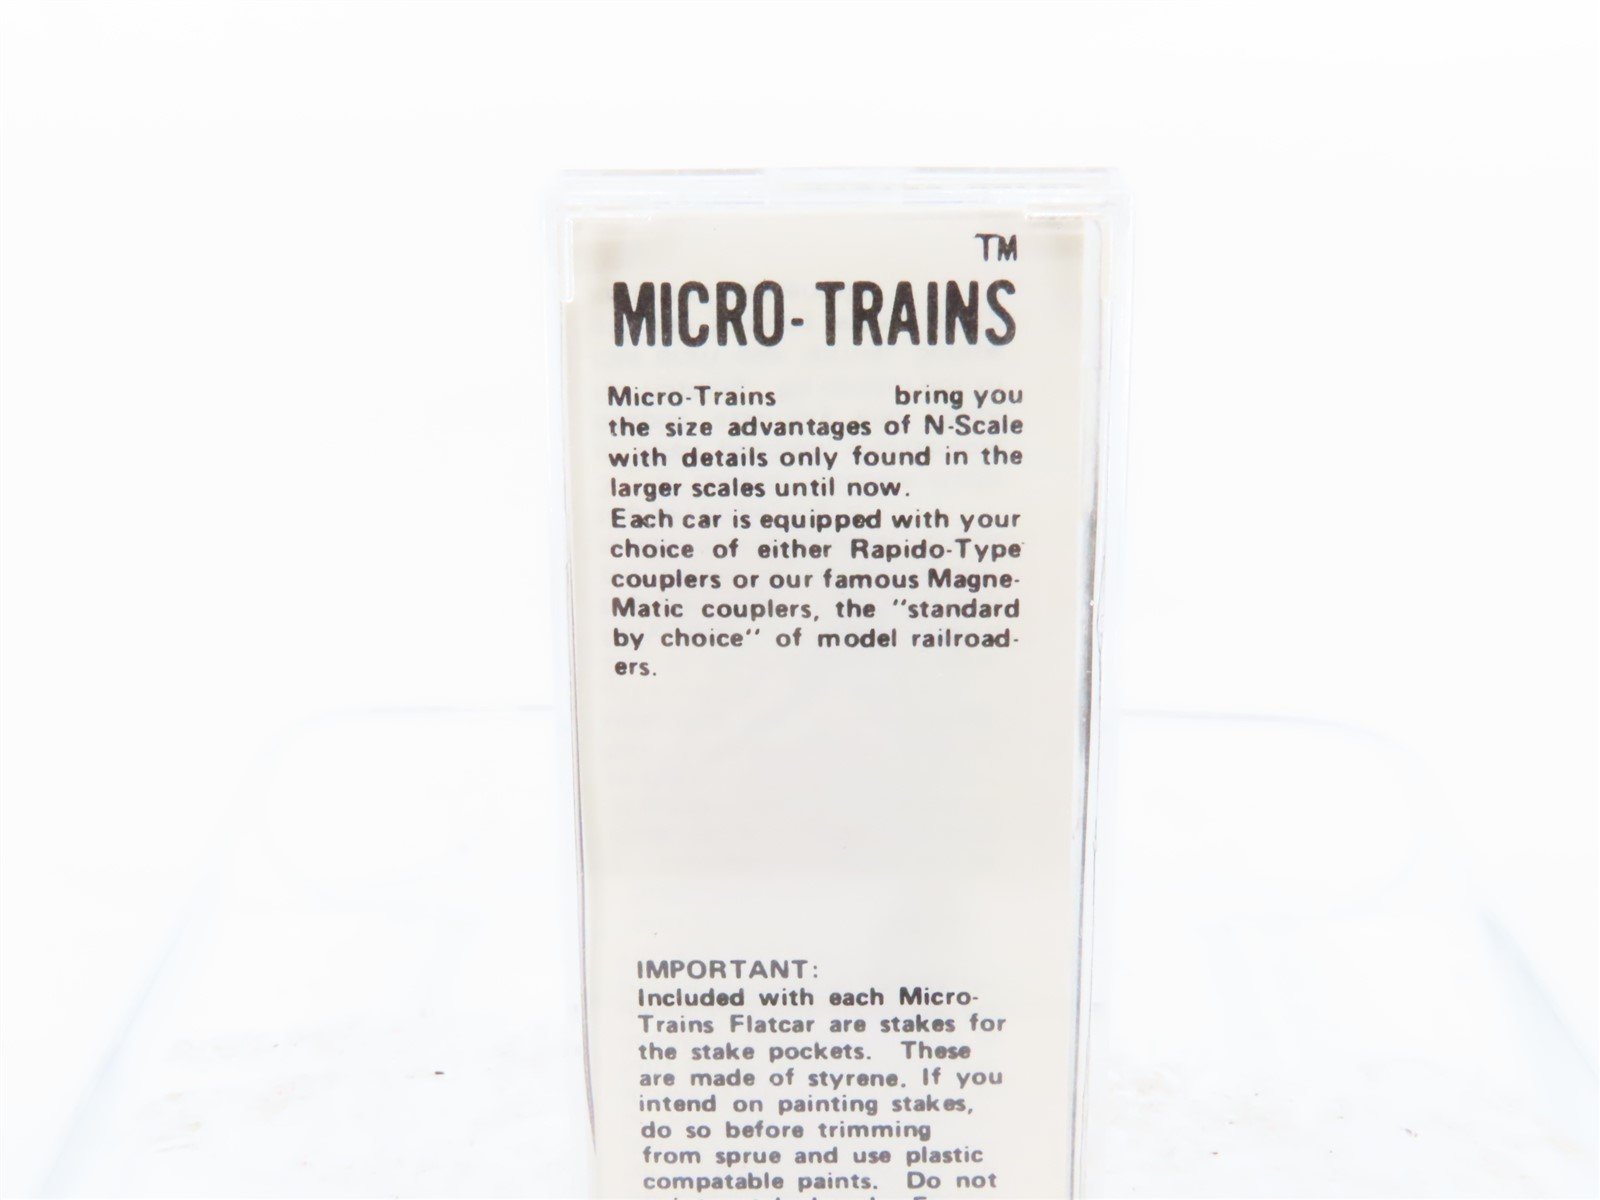 TM
MICRO-TRAINS
Micro-Trains bring you
the size advantages of N-Scale
with details only found in the
larger scales until now.
Each car is equipped with your
choice of either Rapido-Type
couplers or our famous Magne-
Matic couplers, the "standard
by choice" of model railroad-
ers.
IMPORTANT:
Included with each Micro-
Trains Flatcar are stakes for
the stake pockets. These
are made of styrene. If you
intend on painting stakes,
do so before trimming
from sprue and use plastic
compatable paints. Do not